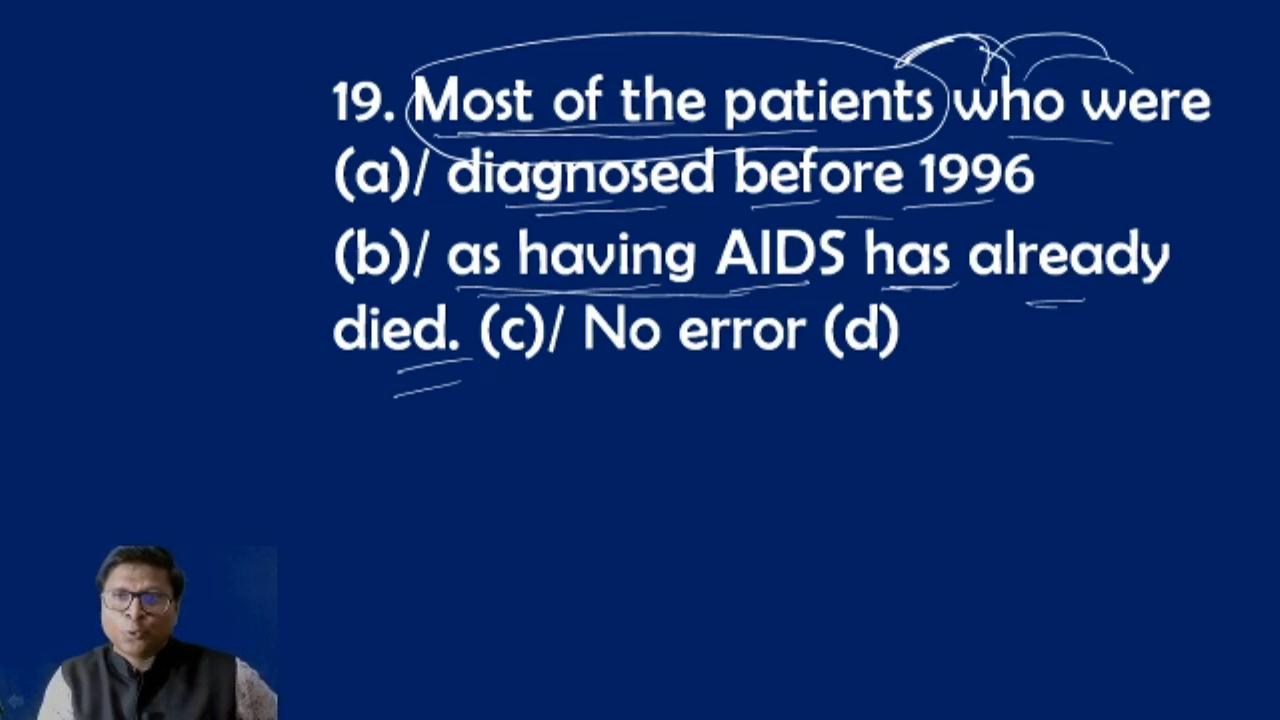 19. Most of the patients who were
(a)/ diagnosed before 1996
(b)/ as having AIDS has already
died. (c)/ No error (d)